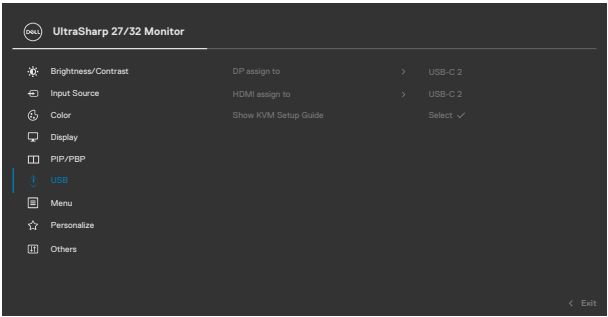 DELL UltraSharp 27/32 Monitor
Brightness/Contrast DP assign to > USB-C 2
Input Source HDMI assign to > USB-C 2
Color Show KVM Setup Guide Select ✓
Display
PIP/PBP
USB
Menu
Personalize
Others
< Exit